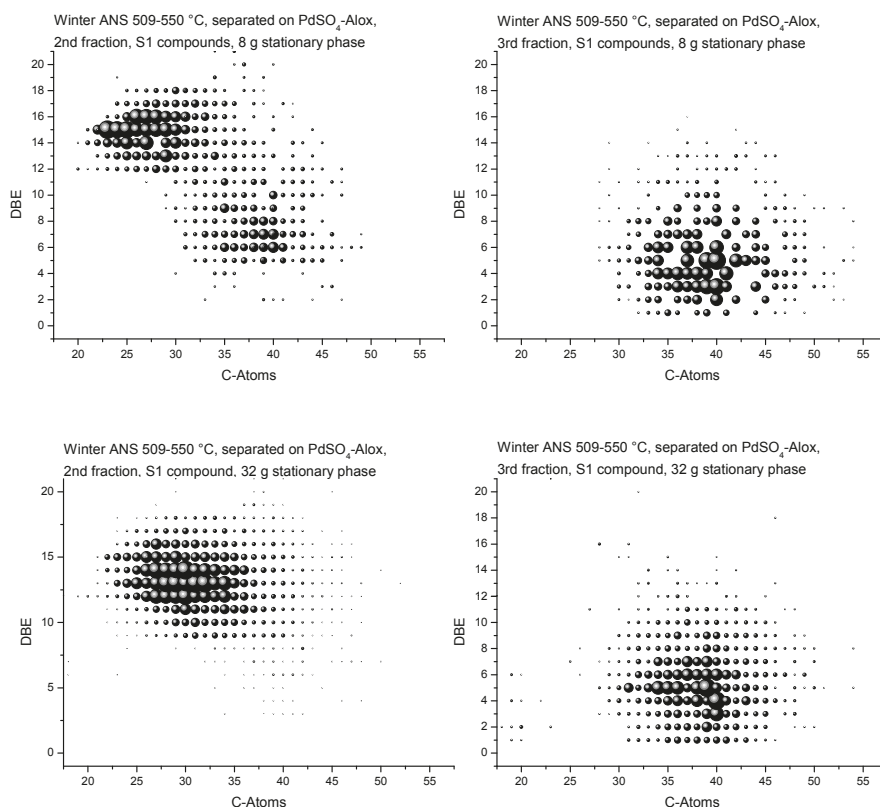 Winter ANS 509-550 °C, separated on PdSO4-Alox,
2nd fraction, S1 compounds, 8 g stationary phase
20
18
16
14
12
10
8
6
4
2
0
DBE
20 25 30 35 40 45 50 55
C-Atoms
Winter ANS 509-550 °C, separated on PdSO4-Alox,
3rd fraction, S1 compounds, 8 g stationary phase
20
18
16
14
12
10
8
6
4
2
0
DBE
20 25 30 35 40 45 50 55
C-Atoms
Winter ANS 509-550 °C, separated on PdSO4-Alox,
2nd fraction, S1 compound, 32 g stationary phase
20
15
10
5
0
DBE
20 25 30 35 40 45 50 55
C-Atoms
Winter ANS 509-550 °C, separated on PdSO4-Alox,
3rd fraction, S1 compound, 32 g stationary phase
20
18
16
14
12
10
8
6
4
2
0
DBE
20 25 30 35 40 45 50 55
C-Atoms